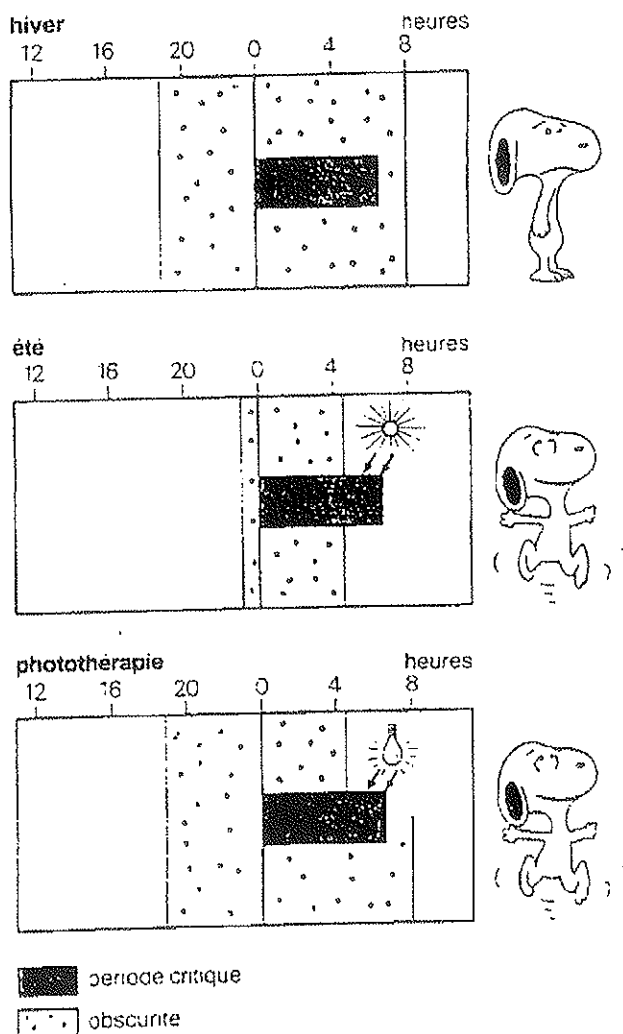 hiver
heures
12 16 20 0 4 8
été
heures
12 16 20 0 4 8
photothérapie
heures
12 16 20 0 4 8
période critique
obscurité